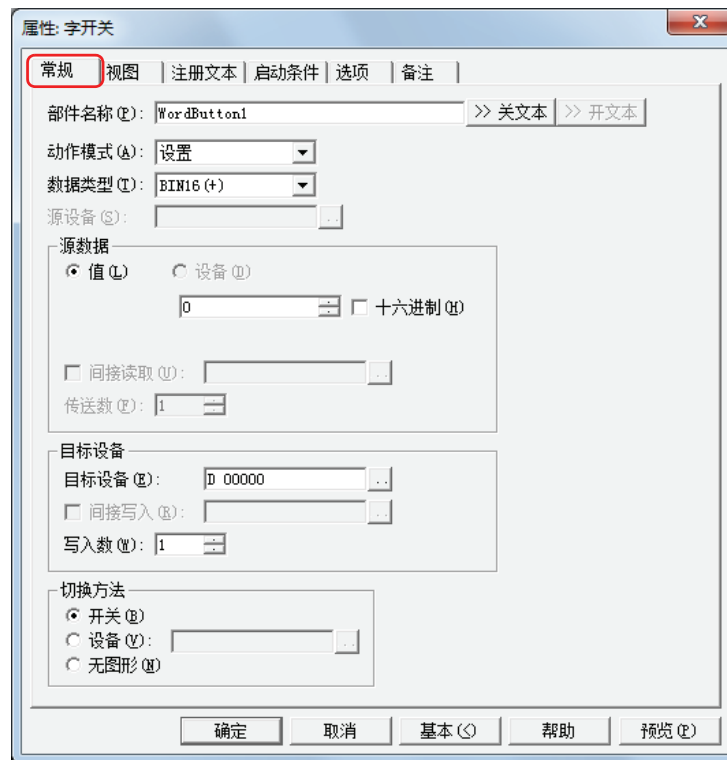 属性: 字开关
常规 视图 注册文本 启动条件 选项 备注
部件名称(P): WordButton1 >> 关文本 >> 开文本
动作模式(A): 设置
数据类型(T): BIN16(+)
源设备(S): ..
源数据
值(L) 设备(D)
0 十六进制(H)
间接读取(U): ..
传送数(F): 1
目标设备
目标设备(E): D 00000 ..
间接写入(R): ..
写入数(W): 1
切换方法
开关(B)
设备(V): ..
无图形(N)
确定 取消 基本(<) 帮助 预览(P)